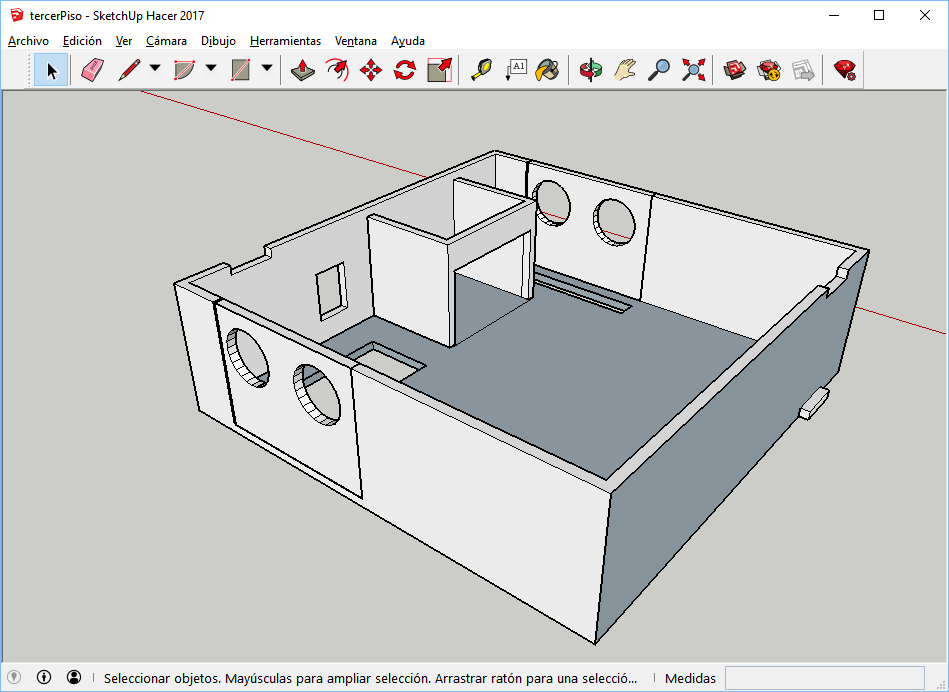 tercerPiso - SketchUp Hacer 2017
Archivo Edición Ver Cámara Dibujo Herramientas Ventana Ayuda
A1
Seleccionar objetos. Mayúsculas para ampliar selección. Arrastrar ratón para una selecció... Medidas